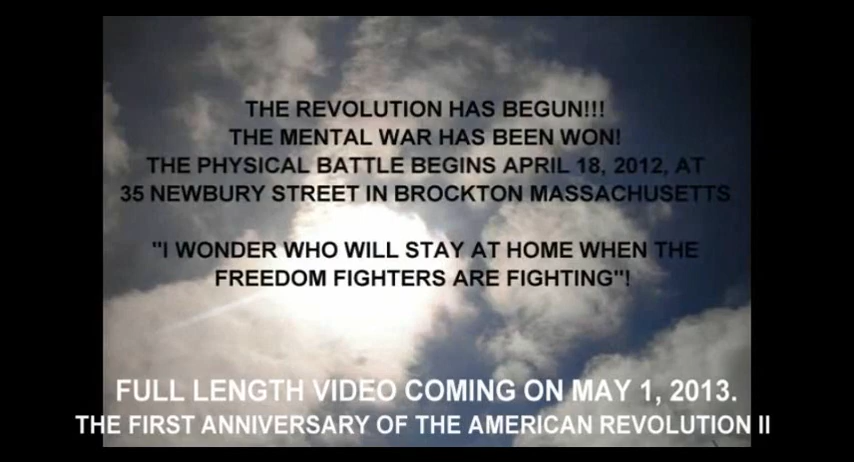 THE REVOLUTION HAS BEGUN!!!
THE MENTAL WAR HAS BEEN WON!
THE PHYSICAL BATTLE BEGINS APRIL 18, 2012, AT
35 NEWBURY STREET IN BROCKTON MASSACHUSETTS
"I WONDER WHO WILL STAY AT HOME WHEN THE
FREEDOM FIGHTERS ARE FIGHTING"!
FULL LENGTH VIDEO COMING ON MAY 1, 2013.
THE FIRST ANNIVERSARY OF THE AMERICAN REVOLUTION II